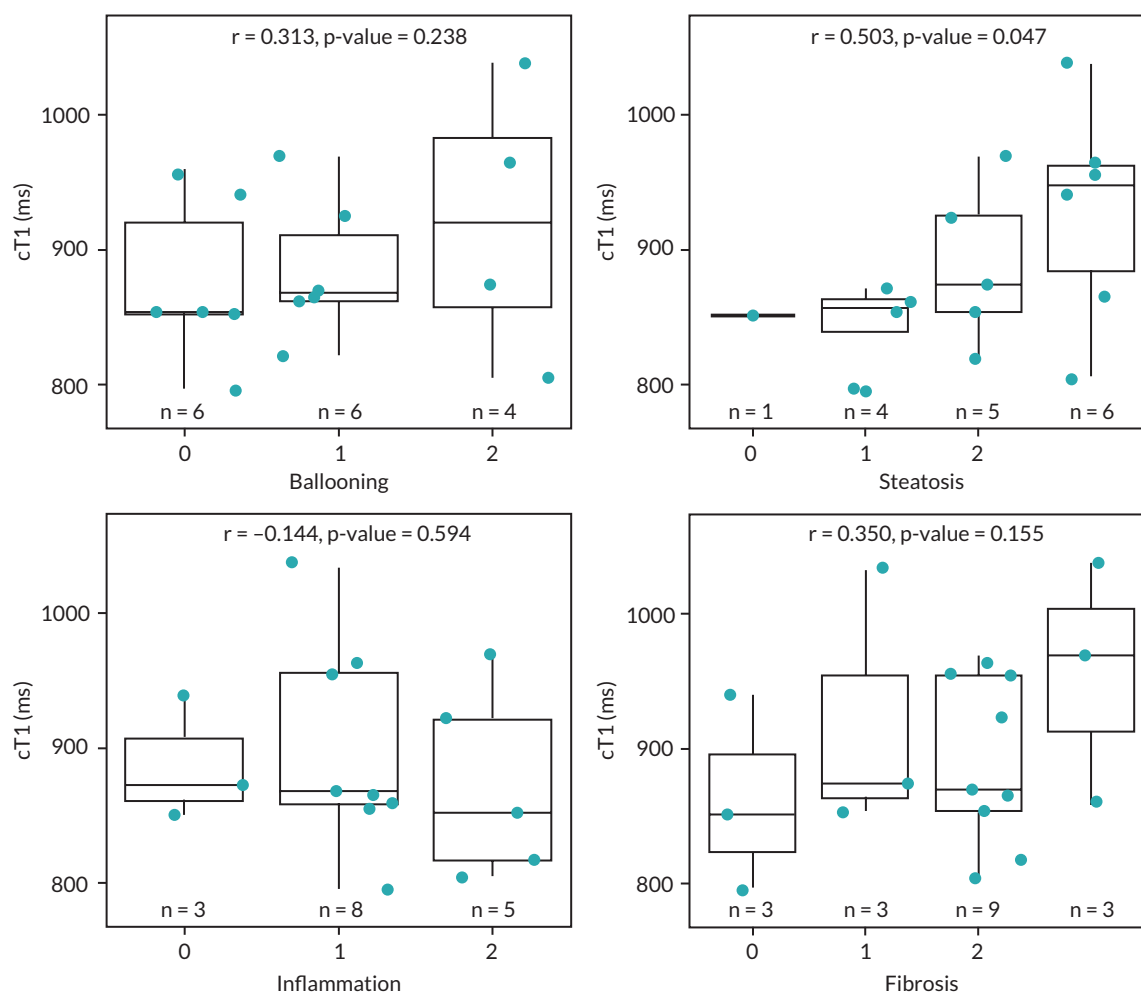 r = 0.313, p-value = 0.238
1000
900
800
cT1 (ms)
n = 6
n = 6
n = 4
0
1
2
Ballooning
r = 0.503, p-value = 0.047
1000
900
800
cT1 (ms)
n = 1
n = 4
n = 5
n = 6
0
1
2
Steatosis
r = –0.144, p-value = 0.594
1000
900
800
cT1 (ms)
n = 3
n = 8
n = 5
0
1
2
Inflammation
r = 0.350, p-value = 0.155
1000
900
800
cT1 (ms)
n = 3
n = 3
n = 9
n = 3
0
1
2
Fibrosis